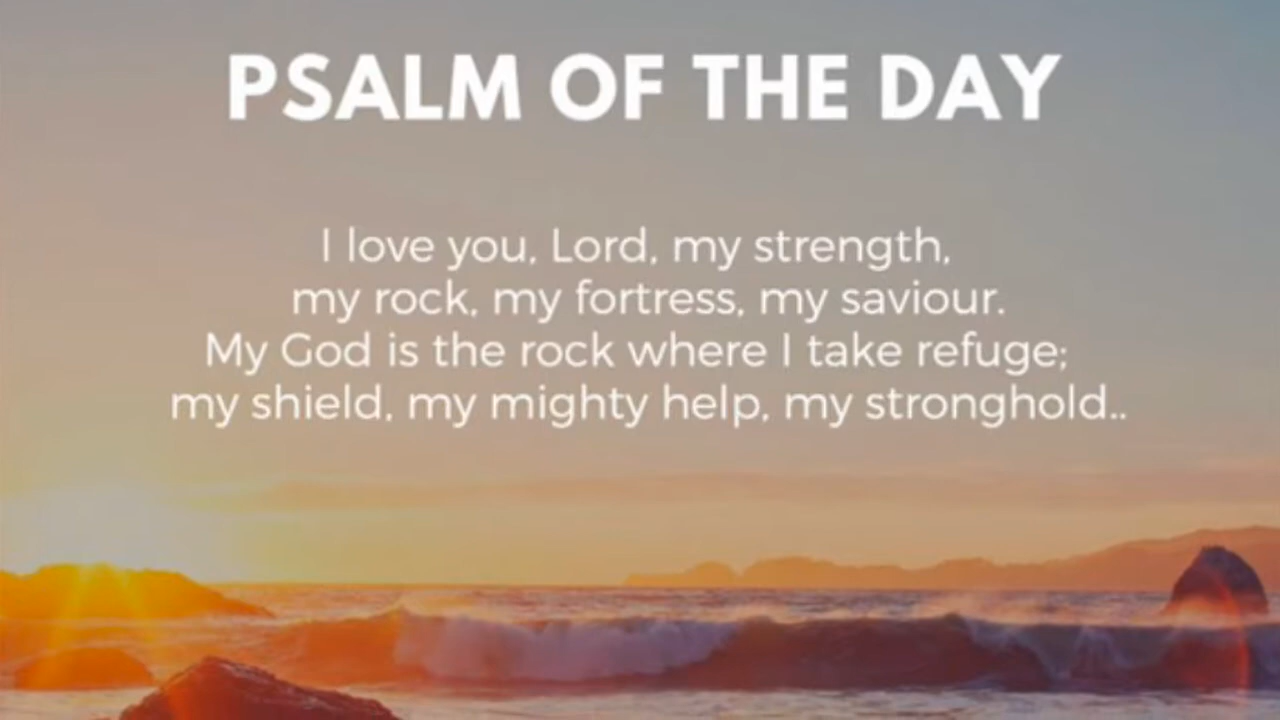 PSALM OF THE DAY
I love you, Lord, my strength,
my rock, my fortress, my saviour.
My God is the rock where I take refuge;
my shield, my mighty help, my stronghold..